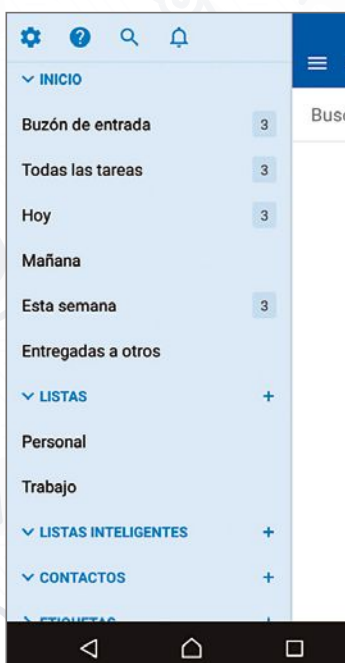 INICIO
Buzón de entrada 3
Todas las tareas 3
Hoy 3
Mañana
Esta semana 3
Entregadas a otros
LISTAS +
Personal
Trabajo
LISTAS INTELIGENTES +
CONTACTOS +